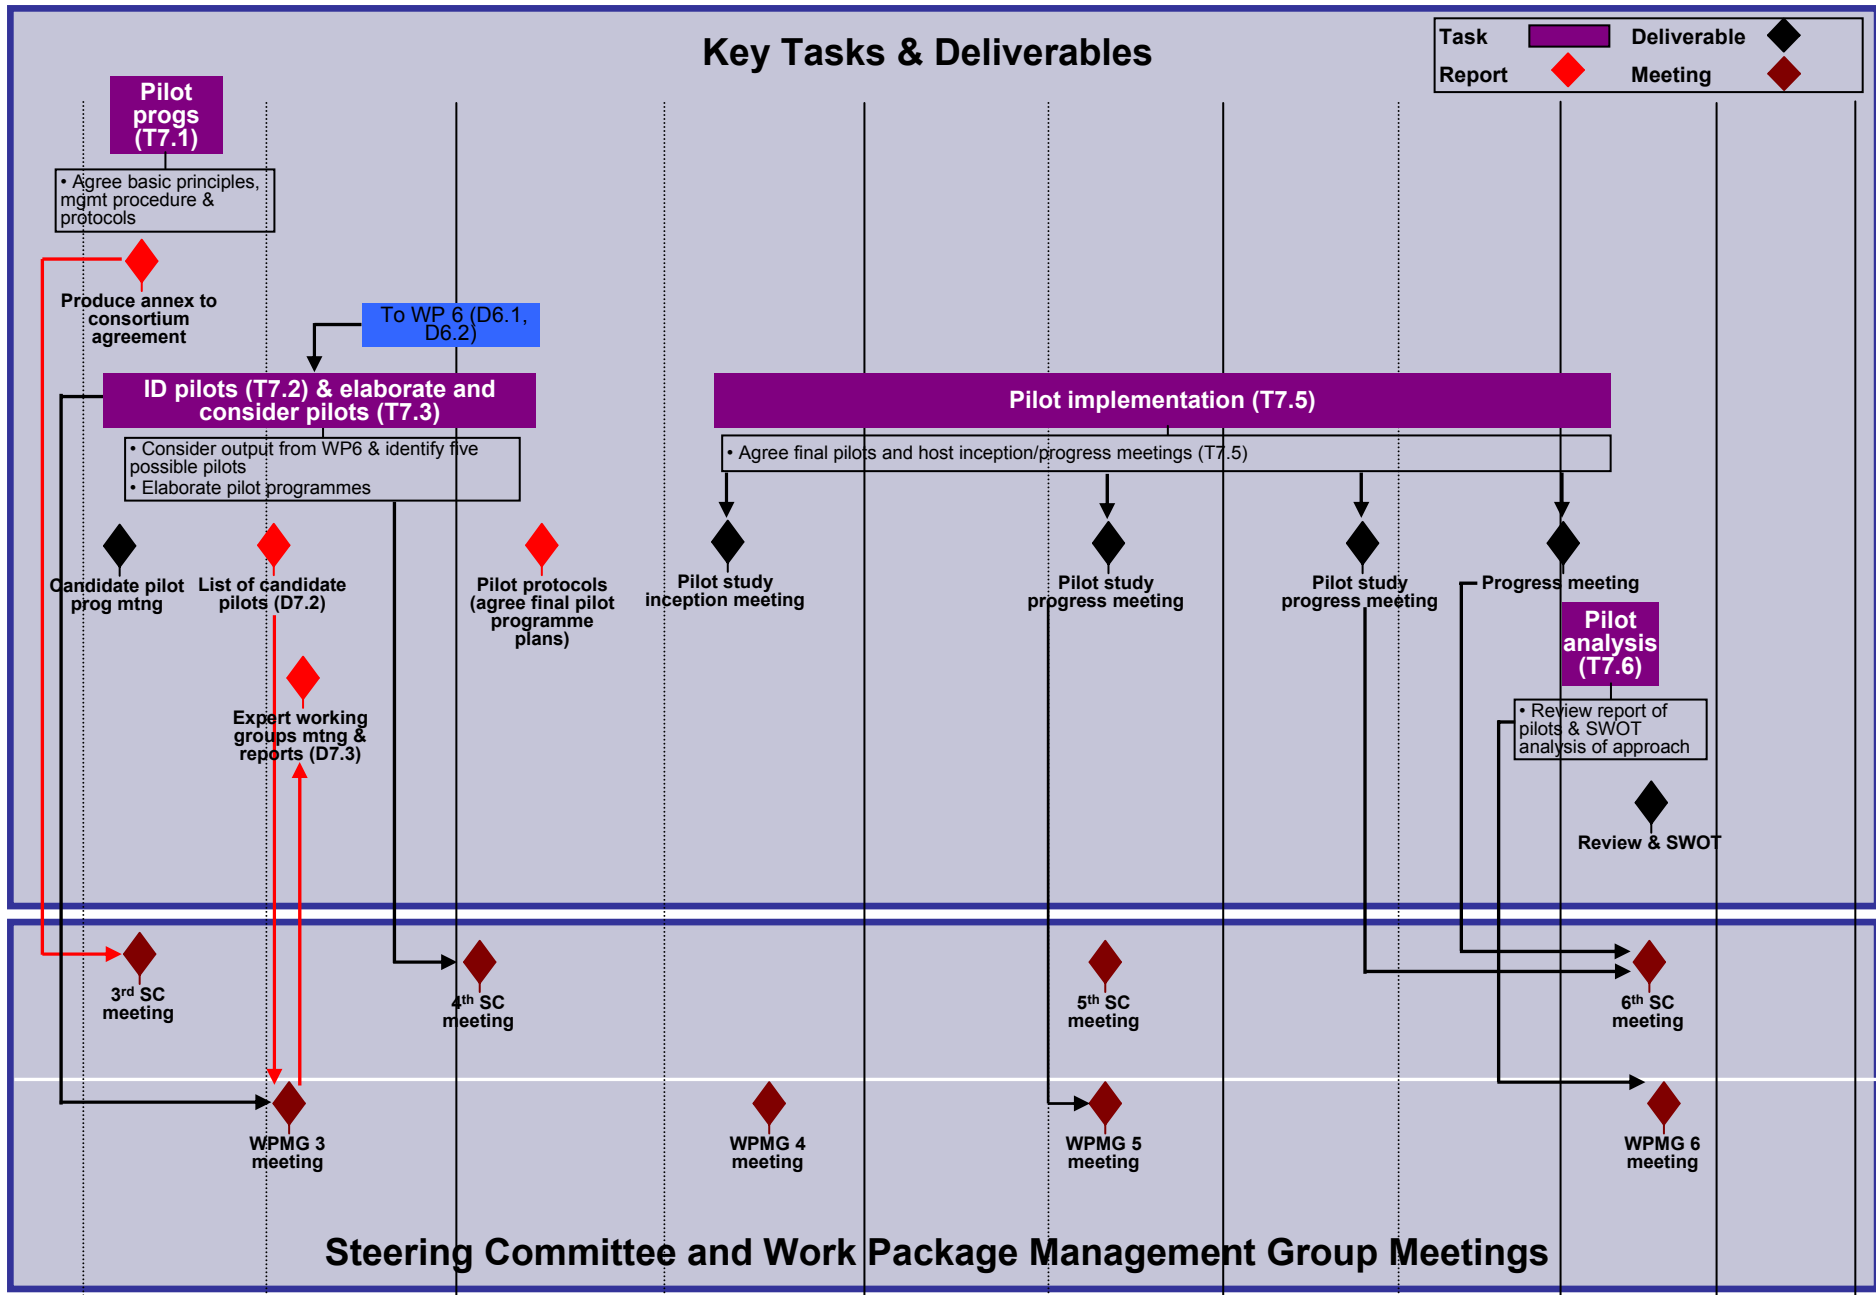 Key Tasks & Deliverables
Task
Deliverable
Report
Meeting
Pilot
progs
(T7.1)
• Agree basic principles,
mgmt procedure &
protocols
Produce annex to
consortium
agreement
To WP 6 (D6.1,
D6.2)
ID pilots (T7.2) & elaborate and
consider pilots (T7.3)
• Consider output from WP6 & identify five
possible pilots
• Elaborate pilot programmes
Pilot implementation (T7.5)
• Agree final pilots and host inception/progress meetings (T7.5)
Candidate pilot
prog mtng
List of candidate
pilots (D7.2)
Pilot protocols
(agree final pilot
programme
plans)
Pilot study
inception meeting
Pilot study
progress meeting
Pilot study
progress meeting
Progress meeting
Expert working
groups mtng &
reports (D7.3)
Pilot
analysis
(T7.6)
• Review report of
pilots & SWOT
analysis of approach
Review & SWOT
3rd SC
meeting
4th SC
meeting
5th SC
meeting
6th SC
meeting
WPMG 3
meeting
WPMG 4
meeting
WPMG 5
meeting
WPMG 6
meeting
Steering Committee and Work Package Management Group Meetings